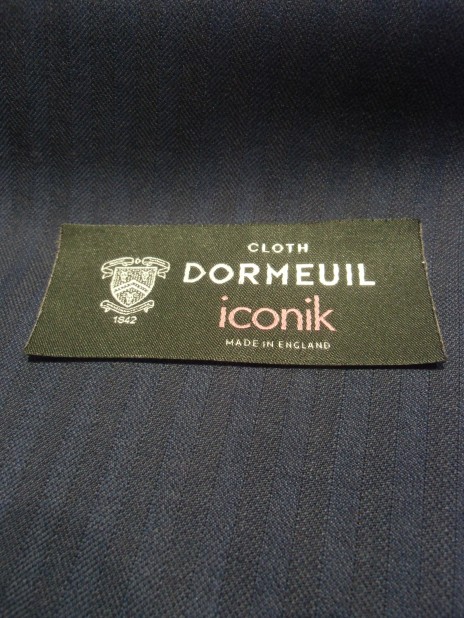 CLOTH
DORMEUIL
iconik
MADE IN ENGLAND
1842